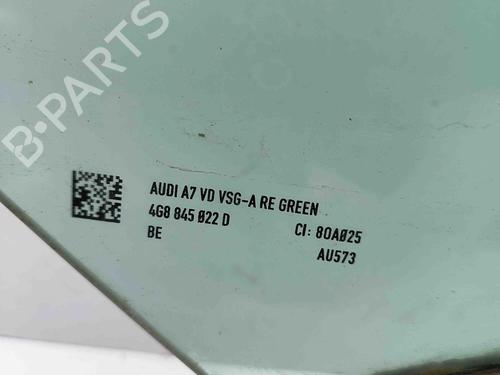 B-PARTS
AUDI A7 VD VSG-A RE GREEN
4G8 845 022 D CI: 80A025
BE AU573